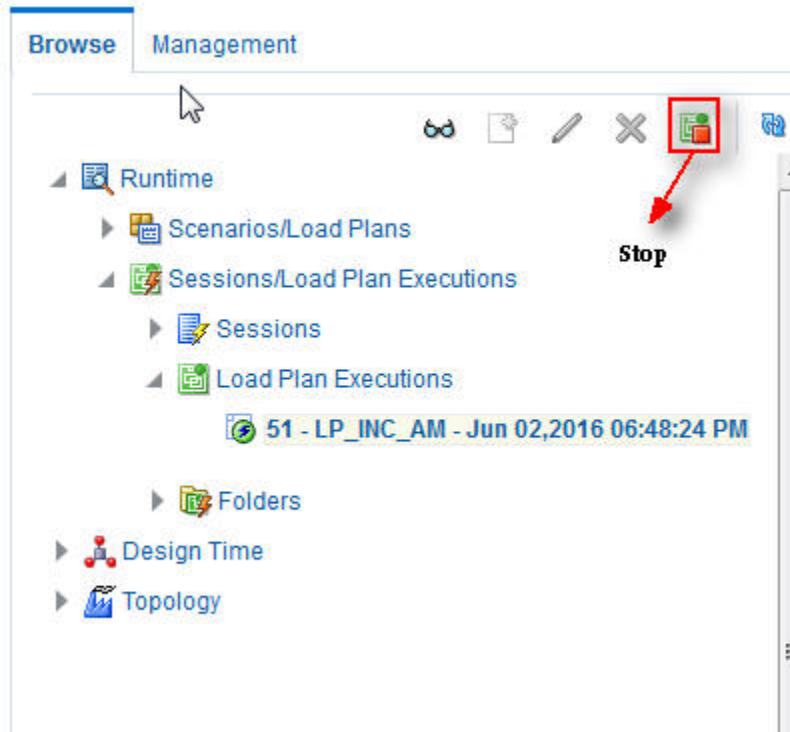 Browse Management
Stop
Runtime
Scenarios/Load Plans
Sessions/Load Plan Executions
Sessions
Load Plan Executions
51 - LP_INC_AM - Jun 02,2016 06:48:24 PM
Folders
Design Time
Topology